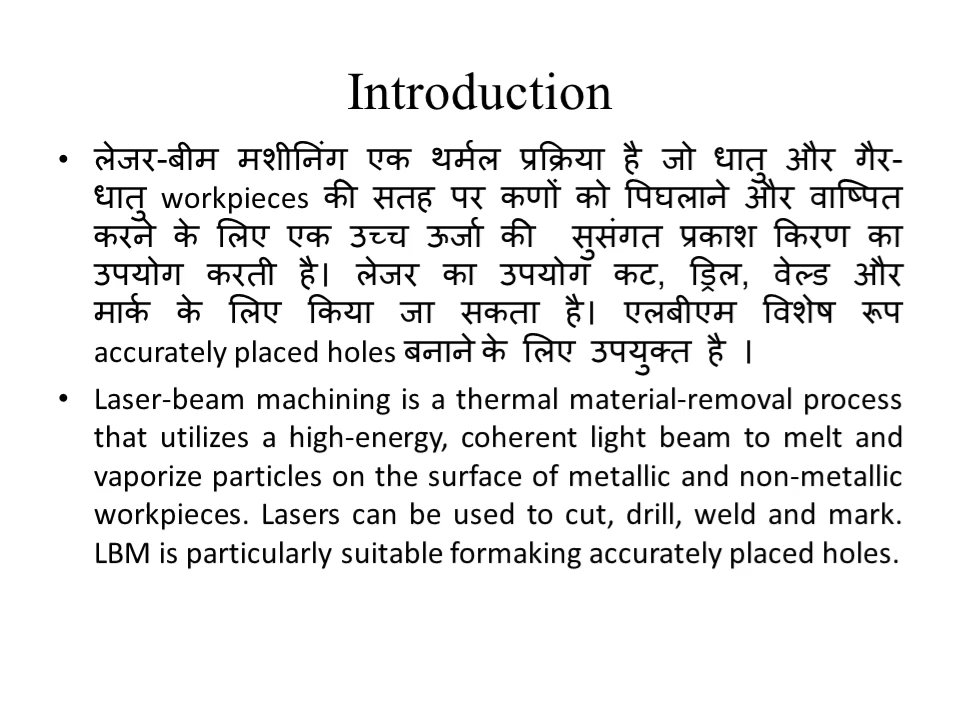 Introduction
• लेजर-बीम मशीनिंग एक थर्मल प्रक्रिया है जो धातु और गैर-
धातु workpieces की सतह पर कणों को पिघलाने और वाष्पित
करने के लिए एक उच्च ऊर्जा की सुसंगत प्रकाश किरण का
उपयोग करती है। लेजर का उपयोग कट, ड्रिल, वेल्ड और
मार्क के लिए किया जा सकता है। एलबीएम विशेष रूप
accurately placed holes बनाने के लिए उपयुक्त है ।
• Laser-beam machining is a thermal material-removal process
that utilizes a high-energy, coherent light beam to melt and
vaporize particles on the surface of metallic and non-metallic
workpieces. Lasers can be used to cut, drill, weld and mark.
LBM is particularly suitable formaking accurately placed holes.